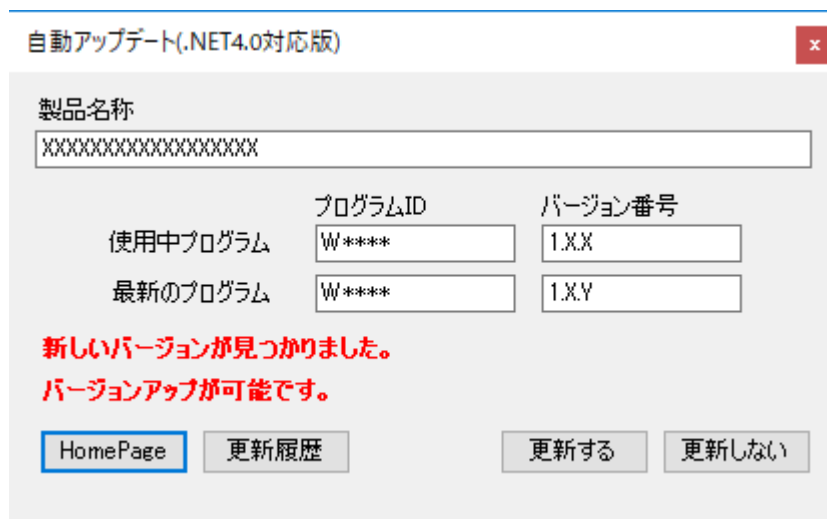 自動アップデート(.NET4.0対応版)
x
製品名称
XXXXXXXXXXXXXXXXXX
プログラムID バージョン番号
使用中プログラム W**** 1.X.X
最新のプログラム W**** 1.X.Y
新しいバージョンが見つかりました。
バージョンアップが可能です。
HomePage 更新履歴 更新する 更新しない